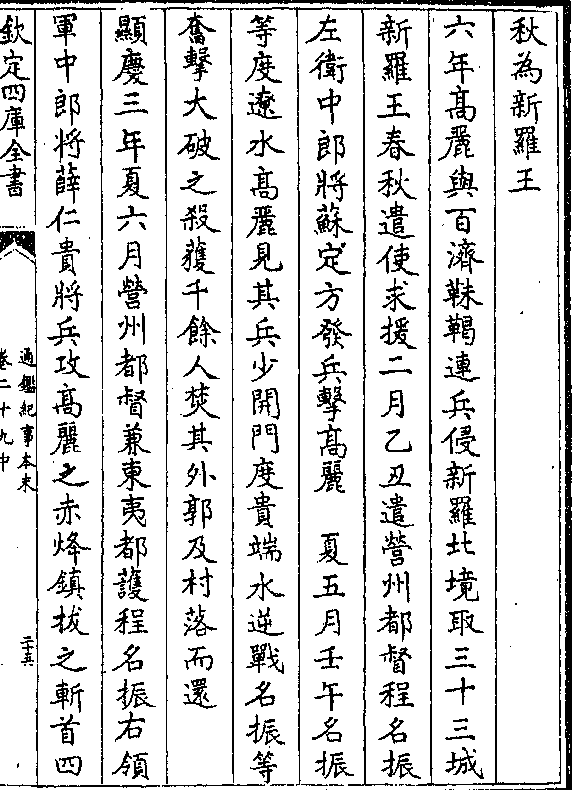 秋為新羅王
六年高麗與百濟靺鞨連兵侵新羅北境取三十三城
新羅王春秋遣使求援二月乙丑遣營州都督程名振
左衛中郎將蘇定方發兵擊高麗　夏五月壬午名振
等度遼水高麗見其兵少開門度貴端水逆戰名振等
奮擊大破之殺獲千餘人焚其外郭及村落而還
顯慶三年夏六月營州都督兼東夷都護程名振右領
軍中郎將薛仁貴將兵攻高麗之赤烽鎮拔之斬首四
欽定四庫全書
通鑑紀事本末
卷二十九中
二十五